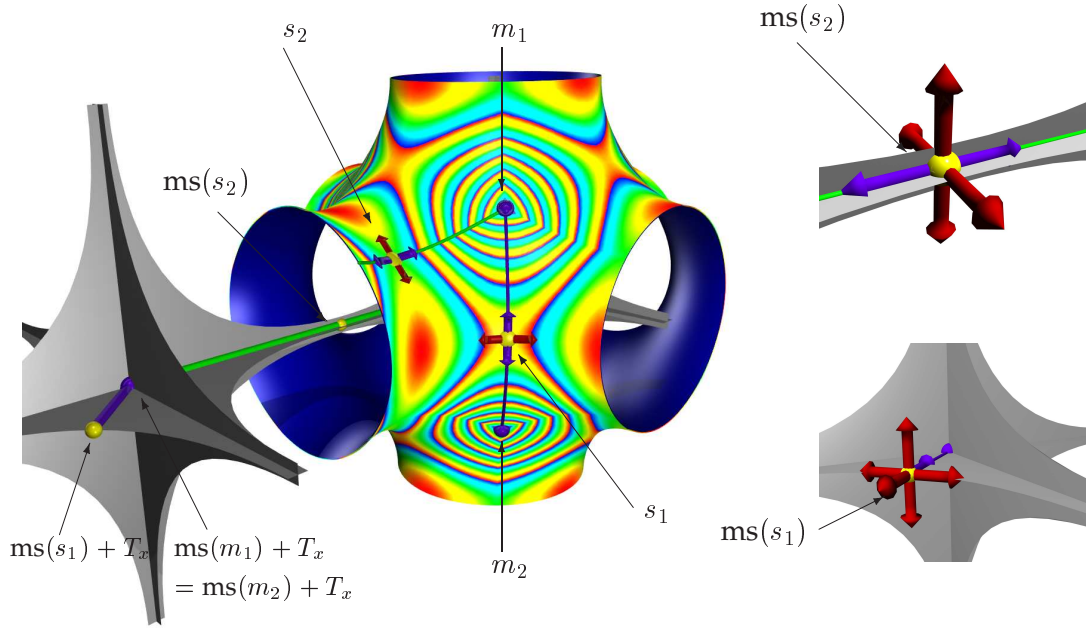 s₂
m₁
ms(s₂)
ms(s₂)
s₁
ms(s₁)
ms(s₁) + Tₓ
ms(m₁) + Tₓ
= ms(m₂) + Tₓ
m₂